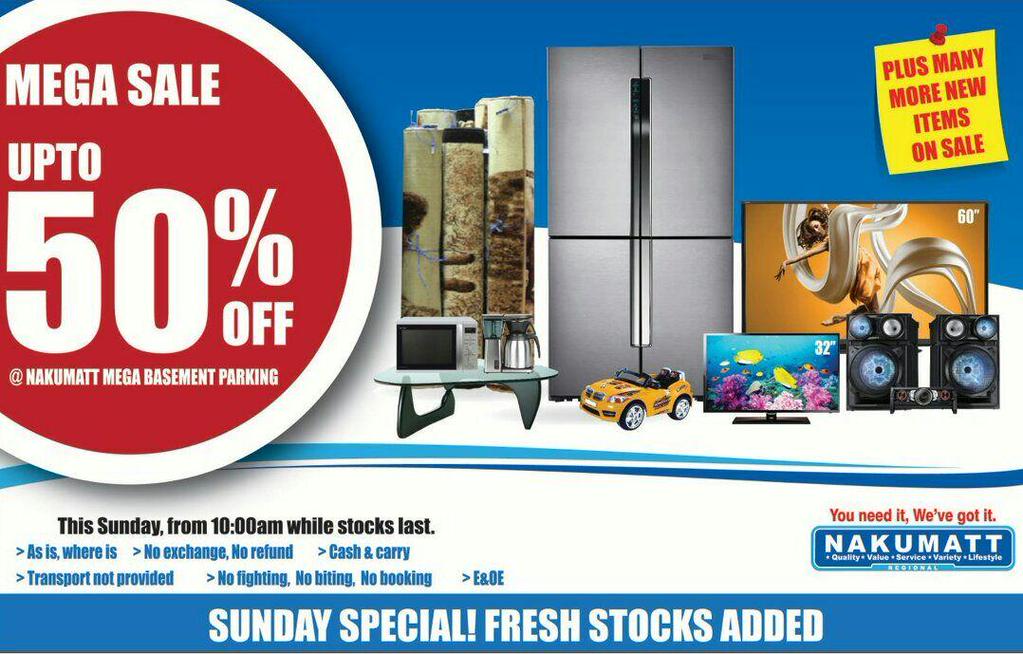 MEGA SALE
UPTO
50% OFF
@ NAKUMATT MEGA BASEMENT PARKING
PLUS MANY
MORE NEW
ITEMS
ON SALE
60"
32"
This Sunday, from 10:00am while stocks last.
> As is, where is > No exchange, No refund > Cash & carry
> Transport not provided > No fighting, No biting, No booking > E&OE
You need it, We've got it.
NAKUMATT
• Quality • Value • Service • Variety • Lifestyle
REGIONAL
SUNDAY SPECIAL! FRESH STOCKS ADDED